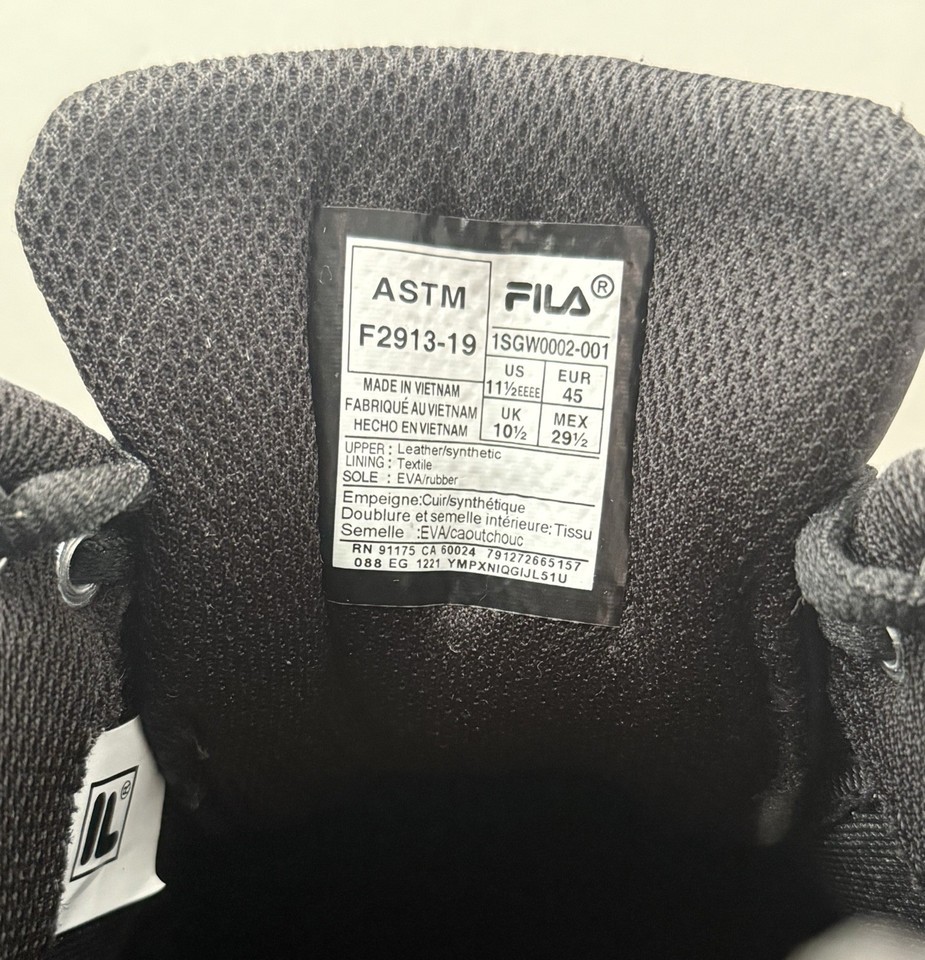 ASTM
F2913-19
FILA®
1SGW0002-001
US
11½EEEE
EUR
45
UK
10½
MEX
29½
MADE IN VIETNAM
FABRIQUÉ AU VIETNAM
HECHO EN VIETNAM
UPPER : Leather/synthetic
LINING : Textile
SOLE : EVA/rubber
Empeigne:Cuir/synthétique
Doublure et semelle intérieure: Tissu
Semelle :EVA/caoutchouc
RN 91175 CA 60024 791272665157
088 EG 1221 YMPXNIQGIJL51U
IL®